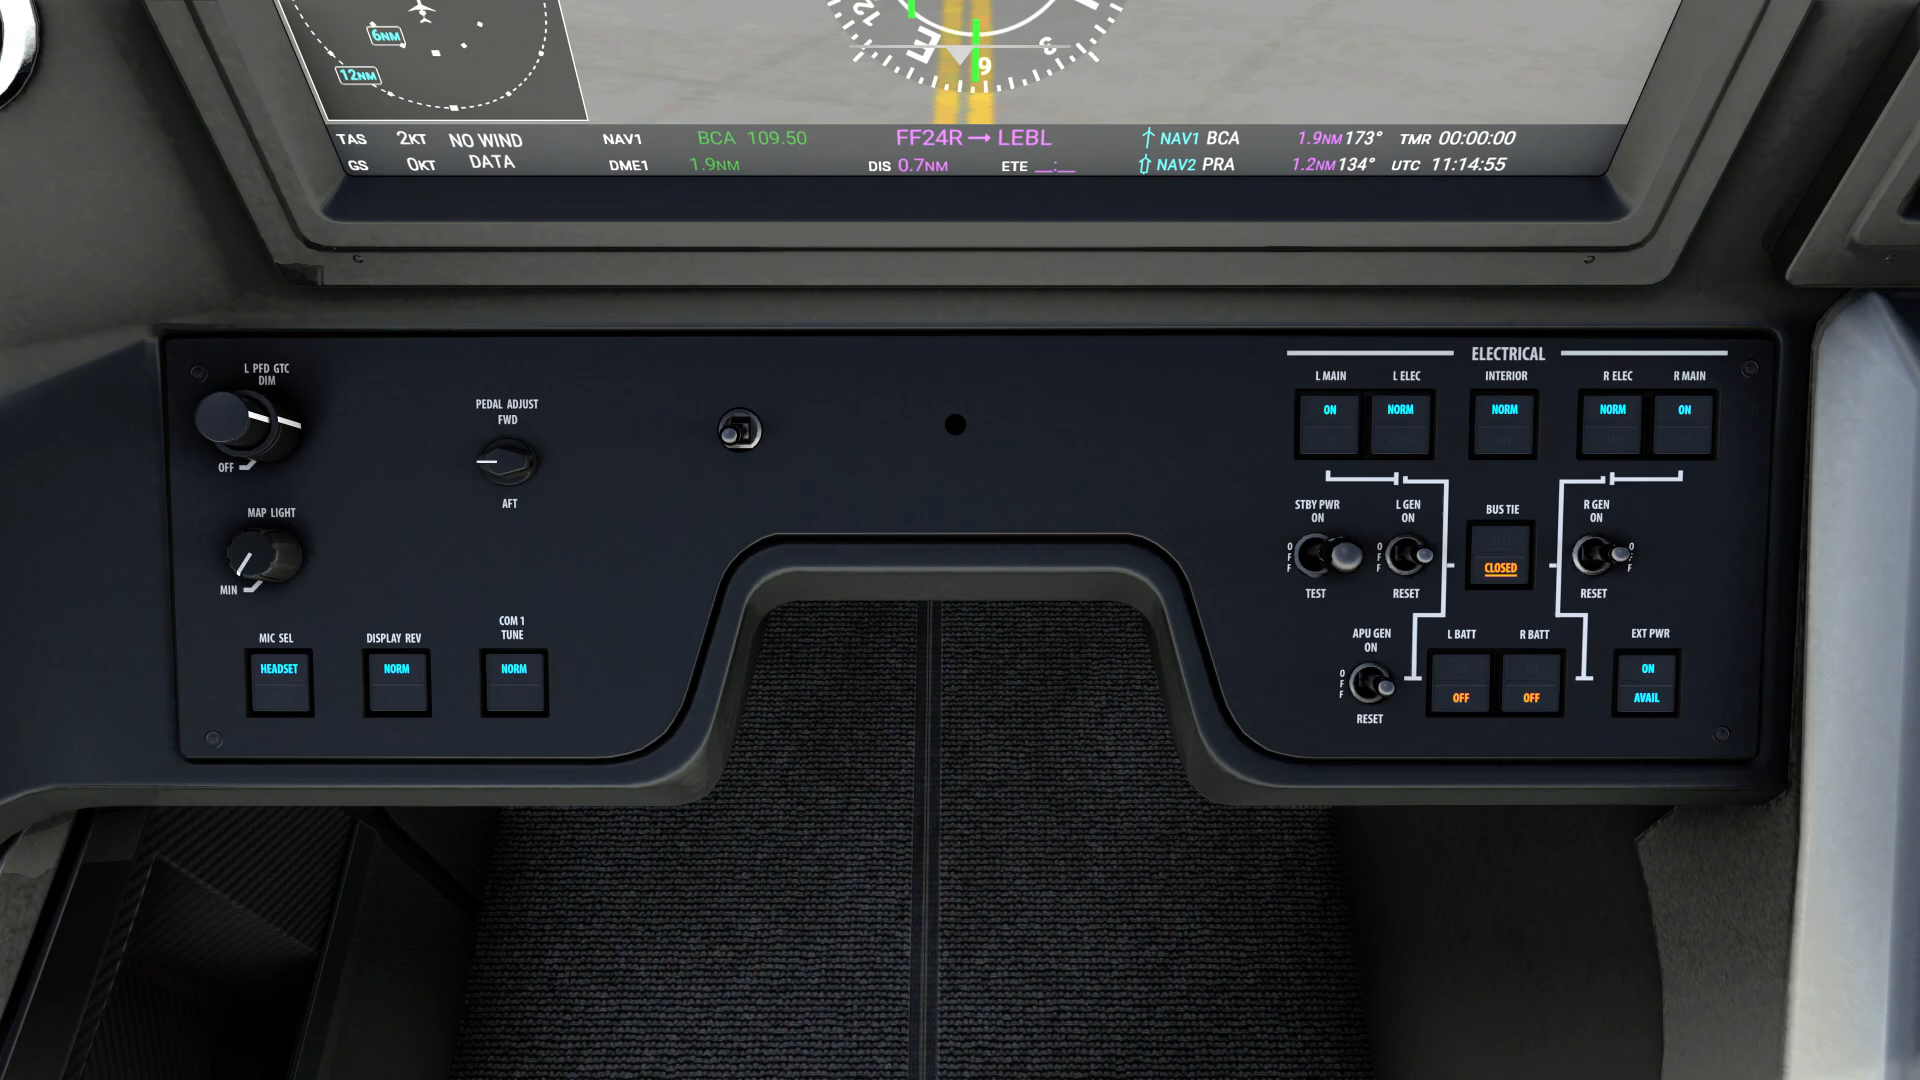 6NM
12NM
12
E
6
TAS 2KT NO WIND DATA NAV1 BCA 109.50 FF24R → LEBL NAV1 BCA 1.9NM 173° TMR 00:00:00
GS 0KT DME1 1.9NM DIS 0.7NM ETE __:__ NAV2 PRA 1.2NM 134° UTC 11:14:55
L PFD GTC
DIM
OFF
PEDAL ADJUST
FWD
AFT
MAP LIGHT
MIN
MIC SEL
HEADSET
DISPLAY REV
NORM
COM 1
TUNE
NORM
ELECTRICAL
L MAIN L ELEC INTERIOR R ELEC R MAIN
ON NORM NORM NORM ON
STBY PWR
ON
OFF
TEST
L GEN
ON
OFF
RESET
BUS TIE
CLOSED
R GEN
ON
OFF
RESET
APU GEN
ON
OFF
RESET
L BATT
OFF
R BATT
OFF
EXT PWR
ON
AVAIL